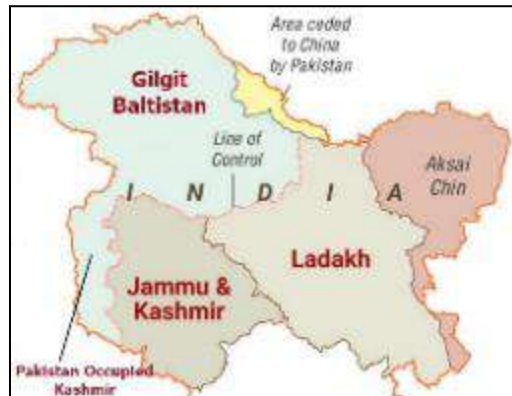 Area ceded
to China
by Pakistan
Gilgit
Baltistan
Line of
Control
Aksai
Chin
I N D I A
Ladakh
Jammu &
Kashmir
Pakistan Occupied
Kashmir